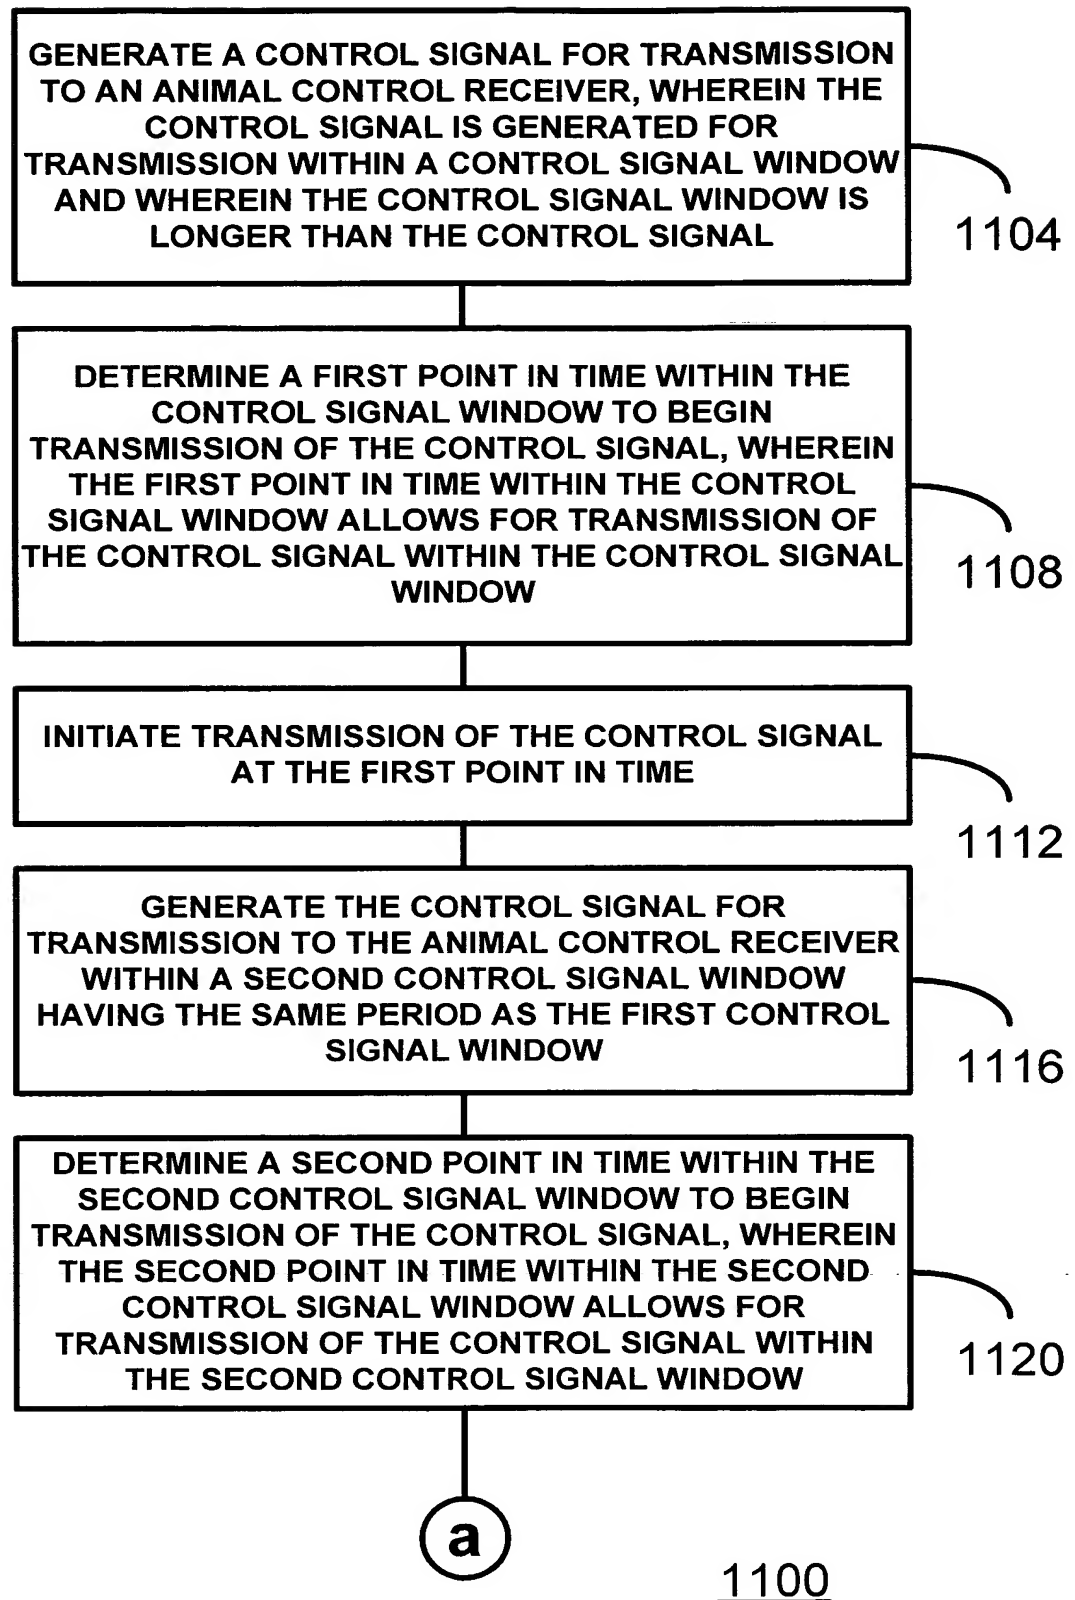 GENERATE A CONTROL SIGNAL FOR TRANSMISSION
TO AN ANIMAL CONTROL RECEIVER, WHEREIN THE
CONTROL SIGNAL IS GENERATED FOR
TRANSMISSION WITHIN A CONTROL SIGNAL WINDOW
AND WHEREIN THE CONTROL SIGNAL WINDOW IS
LONGER THAN THE CONTROL SIGNAL
1104
DETERMINE A FIRST POINT IN TIME WITHIN THE
CONTROL SIGNAL WINDOW TO BEGIN
TRANSMISSION OF THE CONTROL SIGNAL, WHEREIN
THE FIRST POINT IN TIME WITHIN THE CONTROL
SIGNAL WINDOW ALLOWS FOR TRANSMISSION OF
THE CONTROL SIGNAL WITHIN THE CONTROL SIGNAL
WINDOW
1108
INITIATE TRANSMISSION OF THE CONTROL SIGNAL
AT THE FIRST POINT IN TIME
1112
GENERATE THE CONTROL SIGNAL FOR
TRANSMISSION TO THE ANIMAL CONTROL RECEIVER
WITHIN A SECOND CONTROL SIGNAL WINDOW
HAVING THE SAME PERIOD AS THE FIRST CONTROL
SIGNAL WINDOW
1116
DETERMINE A SECOND POINT IN TIME WITHIN THE
SECOND CONTROL SIGNAL WINDOW TO BEGIN
TRANSMISSION OF THE CONTROL SIGNAL, WHEREIN
THE SECOND POINT IN TIME WITHIN THE SECOND
CONTROL SIGNAL WINDOW ALLOWS FOR
TRANSMISSION OF THE CONTROL SIGNAL WITHIN
THE SECOND CONTROL SIGNAL WINDOW
1120
a
1100